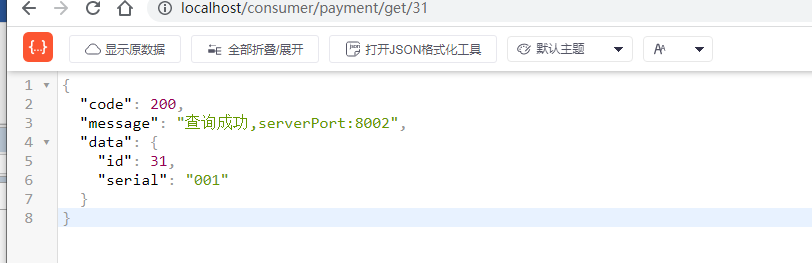 localhost/consumer/payment/get/31
{..} 显示原数据 全部折叠/展开 json 打开JSON格式化工具 默认主题 AA
1 {
2 "code": 200,
3 "message": "查询成功,serverPort:8002",
4 "data": {
5 "id": 31,
6 "serial": "001"
7 }
8 }